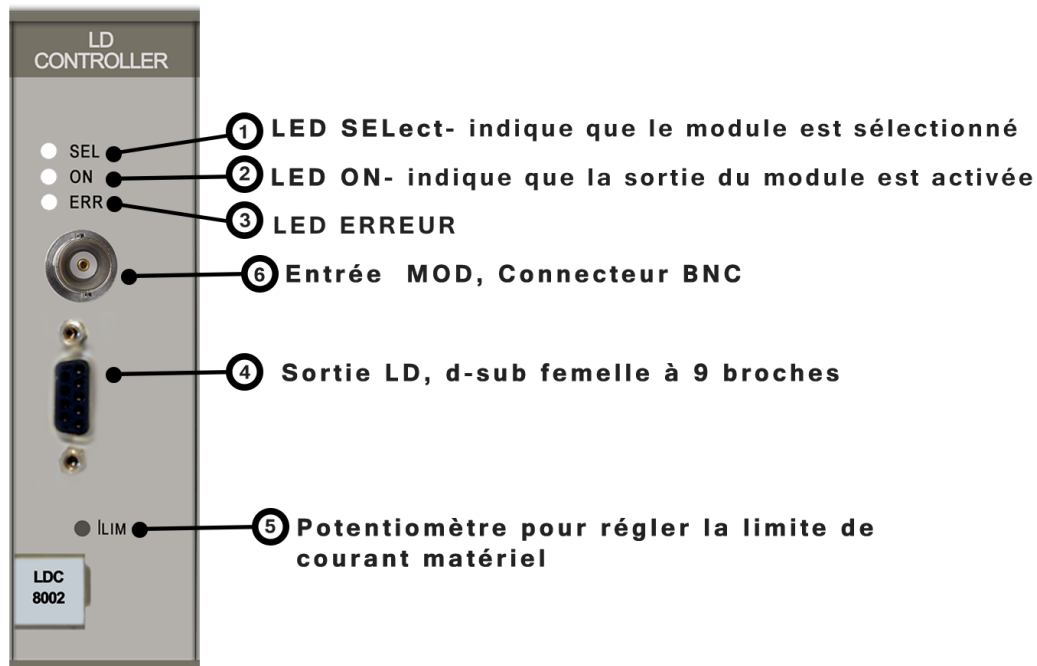 LD
CONTROLLER
SEL
1 LED SELect- indique que le module est sélectionné
ON
2 LED ON- indique que la sortie du module est activée
ERR
3 LED ERREUR
6 Entrée MOD, Connecteur BNC
4 Sortie LD, d-sub femelle à 9 broches
ILIM
5 Potentiomètre pour régler la limite de
courant matériel
LDC
8002